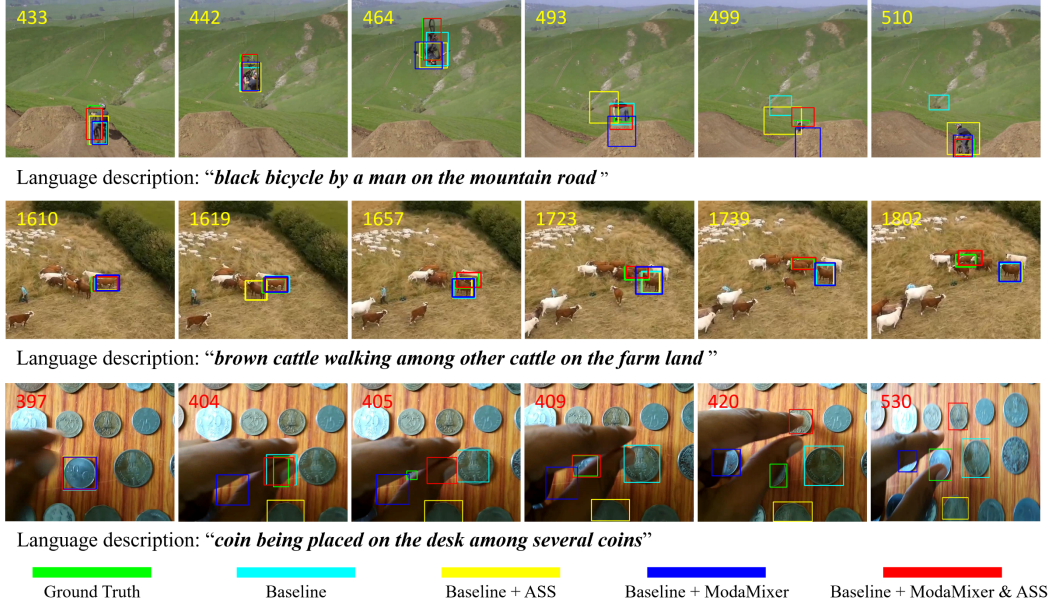 433 442 464 493 499 510
Language description: “black bicycle by a man on the mountain road ”
1610 1619 1657 1723 1739 1802
Language description: “brown cattle walking among other cattle on the farm land ”
397 404 405 409 420 530
Language description: “coin being placed on the desk among several coins”
Ground Truth Baseline Baseline + ASS Baseline + ModaMixer Baseline + ModaMixer & ASS